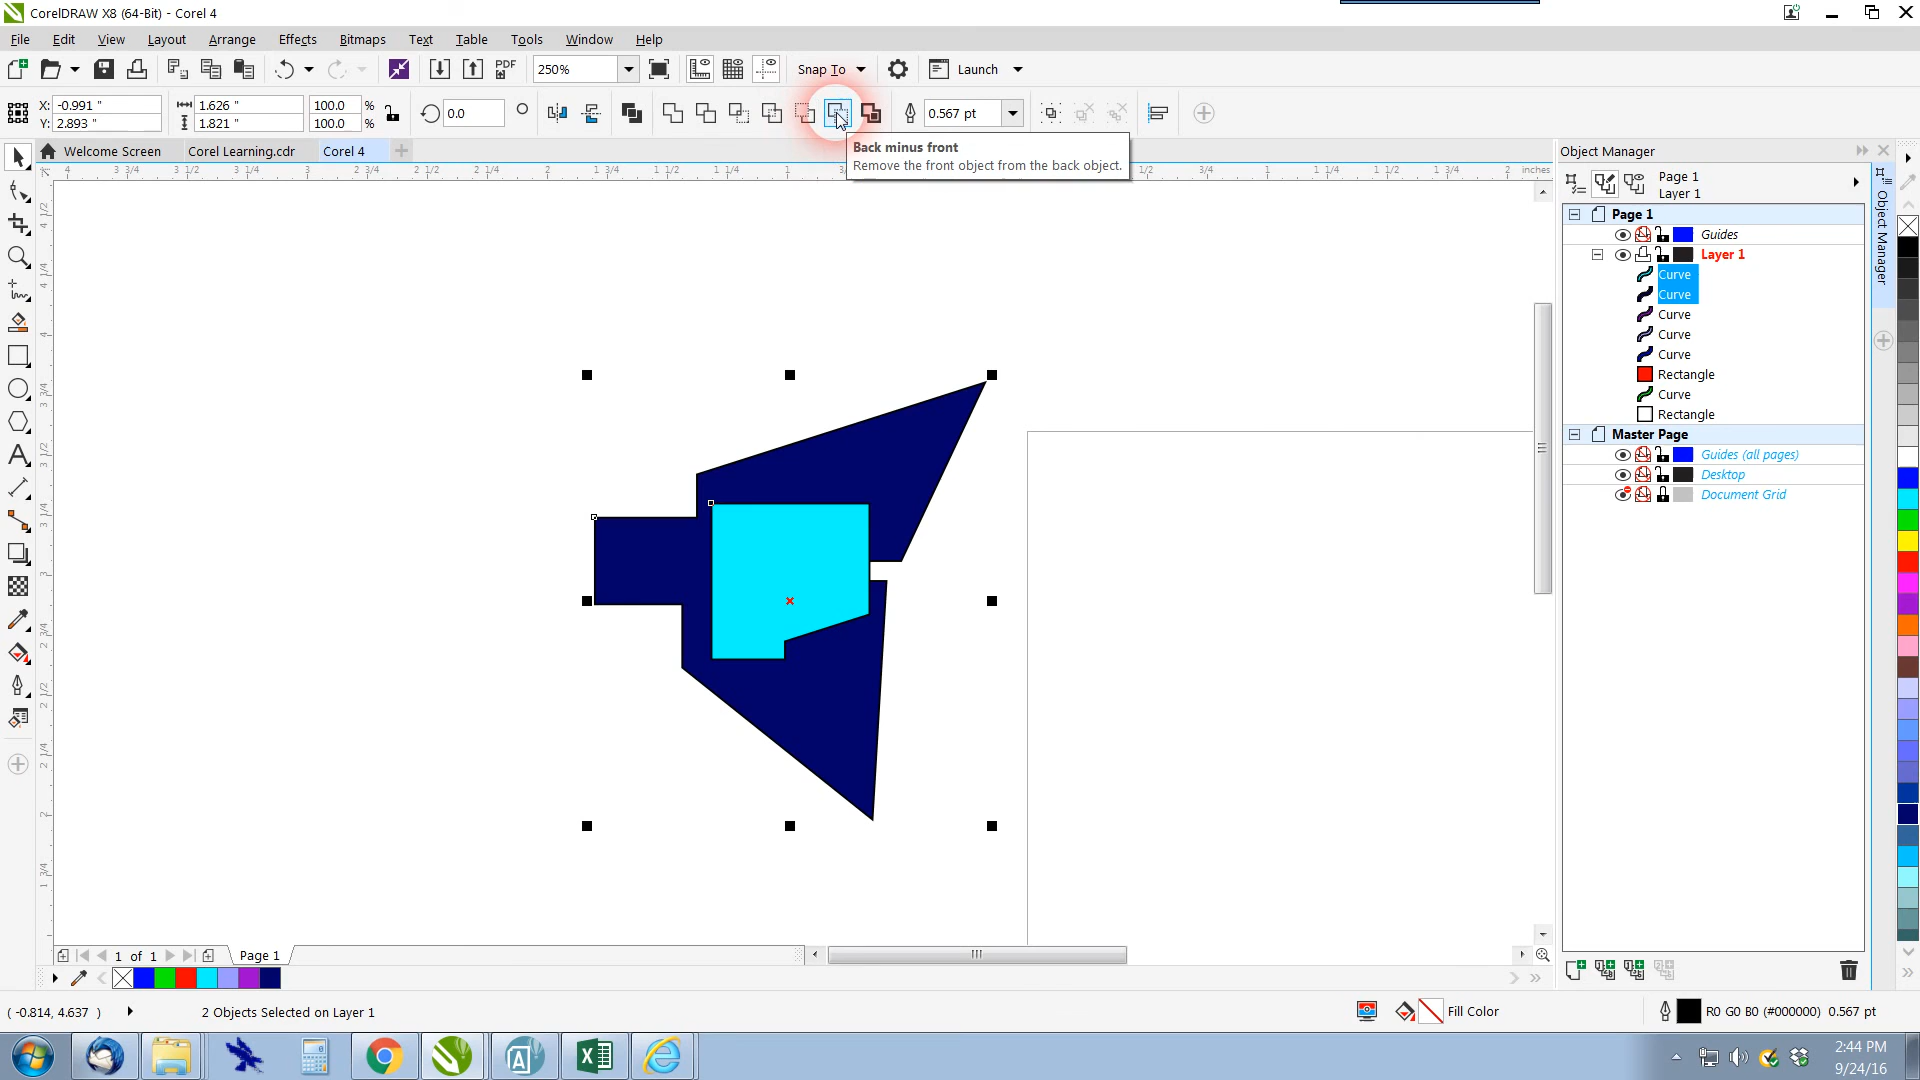 CorelDRAW X8 (64-Bit) - Corel 4
File Edit View Layout Arrange Effects Bitmaps Text Table Tools Window Help
PDF 250% Snap To Launch
X: -0.991 " 1.626 " 100.0 % 0.0 0.567 pt
Y: 2.893 " 1.821 " 100.0 %
Back minus front
Remove the front object from the back object.
Welcome Screen Corel Learning.cdr Corel 4
inches
Object Manager
Page 1
Layer 1
Object Manager
Page 1
Guides
Layer 1
Curve
Curve
Curve
Curve
Curve
Rectangle
Curve
Rectangle
Master Page
Guides (all pages)
Desktop
Document Grid
1 of 1 Page 1
( -0.814, 4.637 ) 2 Objects Selected on Layer 1 Fill Color R0 G0 B0 (#000000) 0.567 pt
2:44 PM
9/24/16